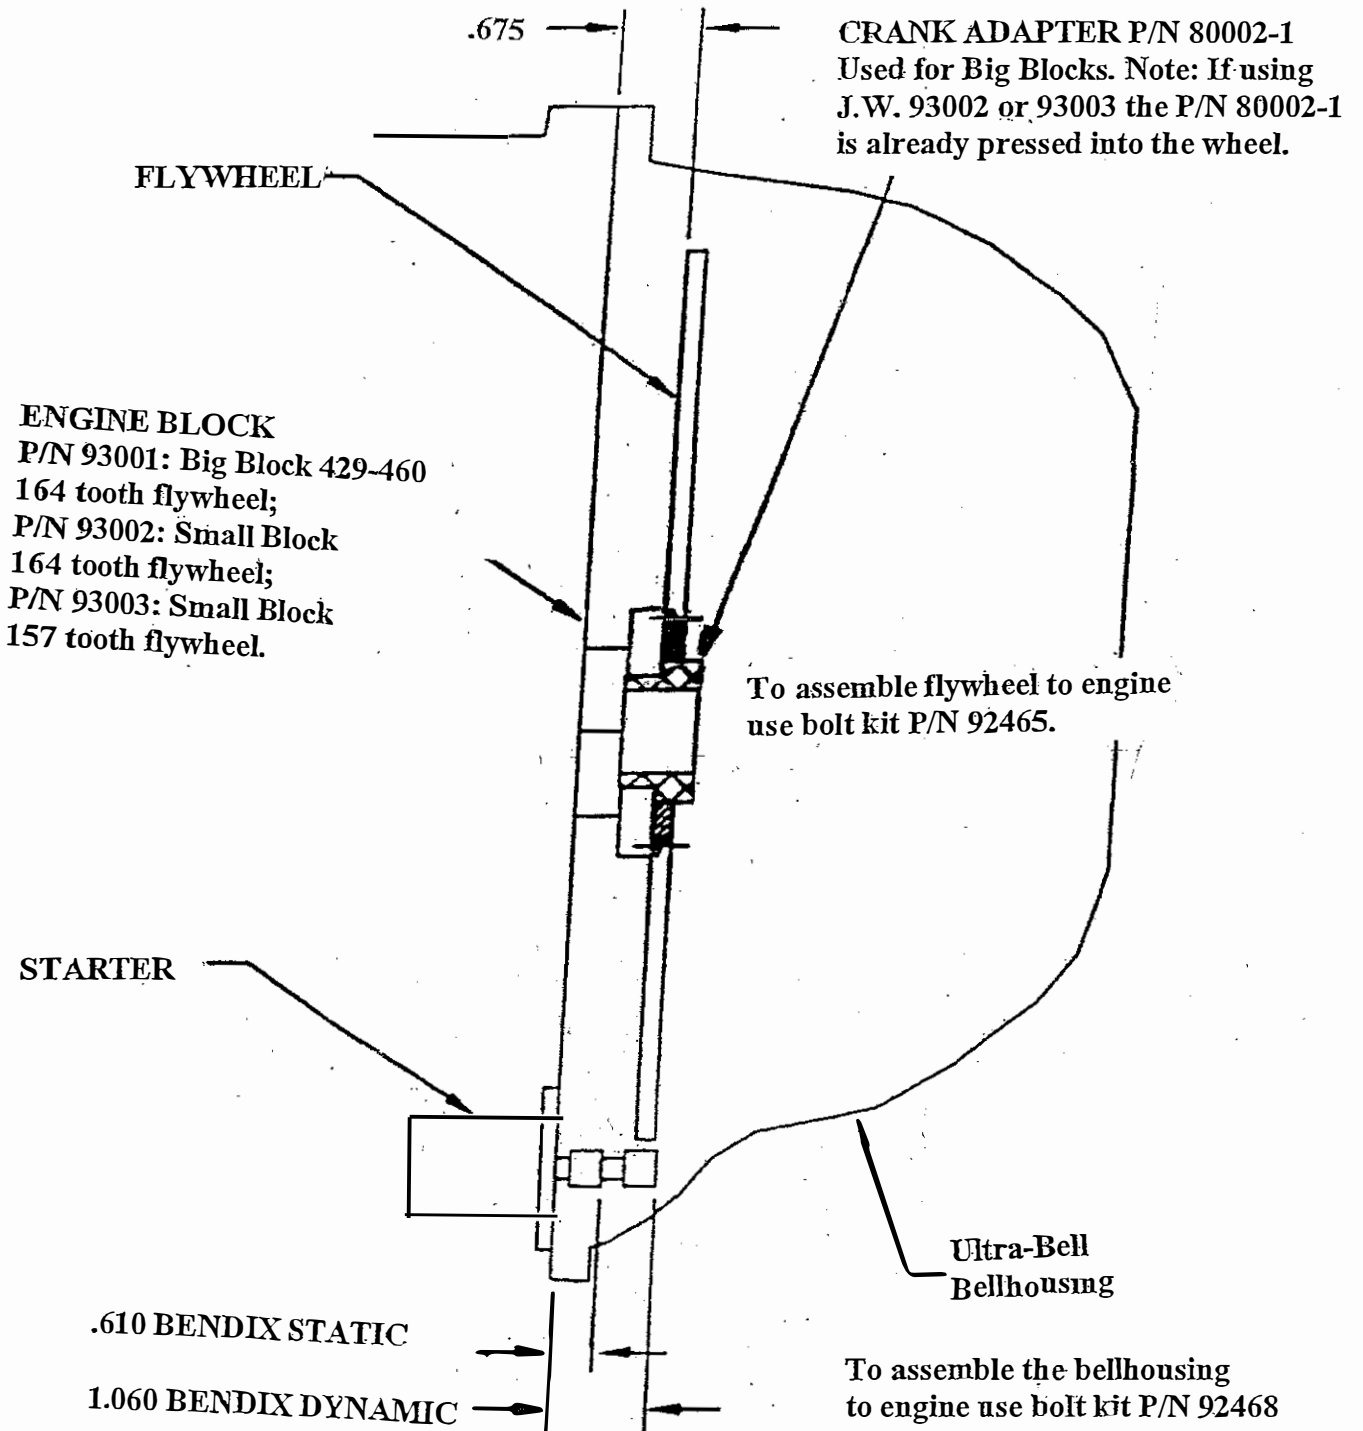 .675
CRANK ADAPTER P/N 80002-1
Used for Big Blocks. Note: If using
J.W. 93002 or 93003 the P/N 80002-1
is already pressed into the wheel.
FLYWHEEL
ENGINE BLOCK
P/N 93001: Big Block 429-460
164 tooth flywheel;
P/N 93002: Small Block
164 tooth flywheel;
P/N 93003: Small Block
157 tooth flywheel.
To assemble flywheel to engine
use bolt kit P/N 92465.
STARTER
Ultra-Bell
Bellhousing
.610 BENDIX STATIC
1.060 BENDIX DYNAMIC
To assemble the bellhousing
to engine use bolt kit P/N 92468